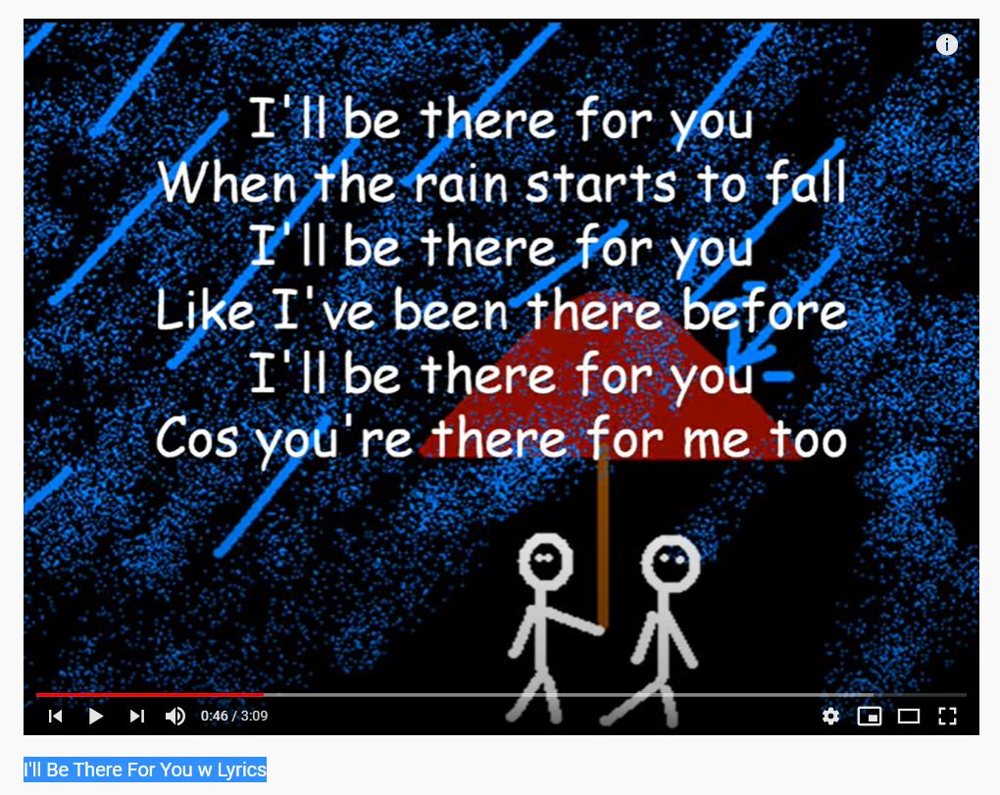 I'll be there for you
When the rain starts to fall
I'll be there for you
Like I've been there before
I'll be there for you
Cos you're there for me too
0:46 / 3:09
I'll Be There For You w Lyrics